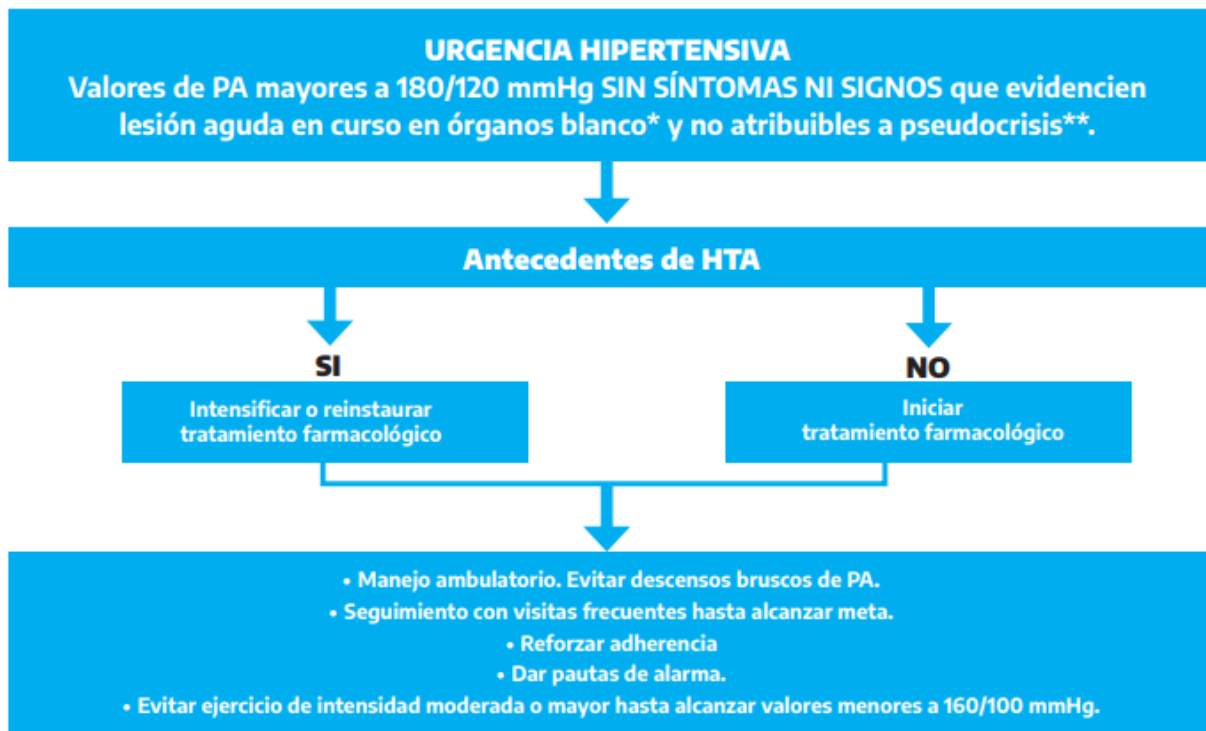 URGENCIA HIPERTENSIVA
Valores de PA mayores a 180/120 mmHg SIN SÍNTOMAS NI SIGNOS que evidencien
lesión aguda en curso en órganos blanco* y no atribuibles a pseudocrisis**.
Antecedentes de HTA
SI
NO
Intensificar o reinstaurar
tratamiento farmacológico
Iniciar
tratamiento farmacológico
• Manejo ambulatorio. Evitar descensos bruscos de PA.
• Seguimiento con visitas frecuentes hasta alcanzar meta.
• Reforzar adherencia
• Dar pautas de alarma.
• Evitar ejercicio de intensidad moderada o mayor hasta alcanzar valores menores a 160/100 mmHg.